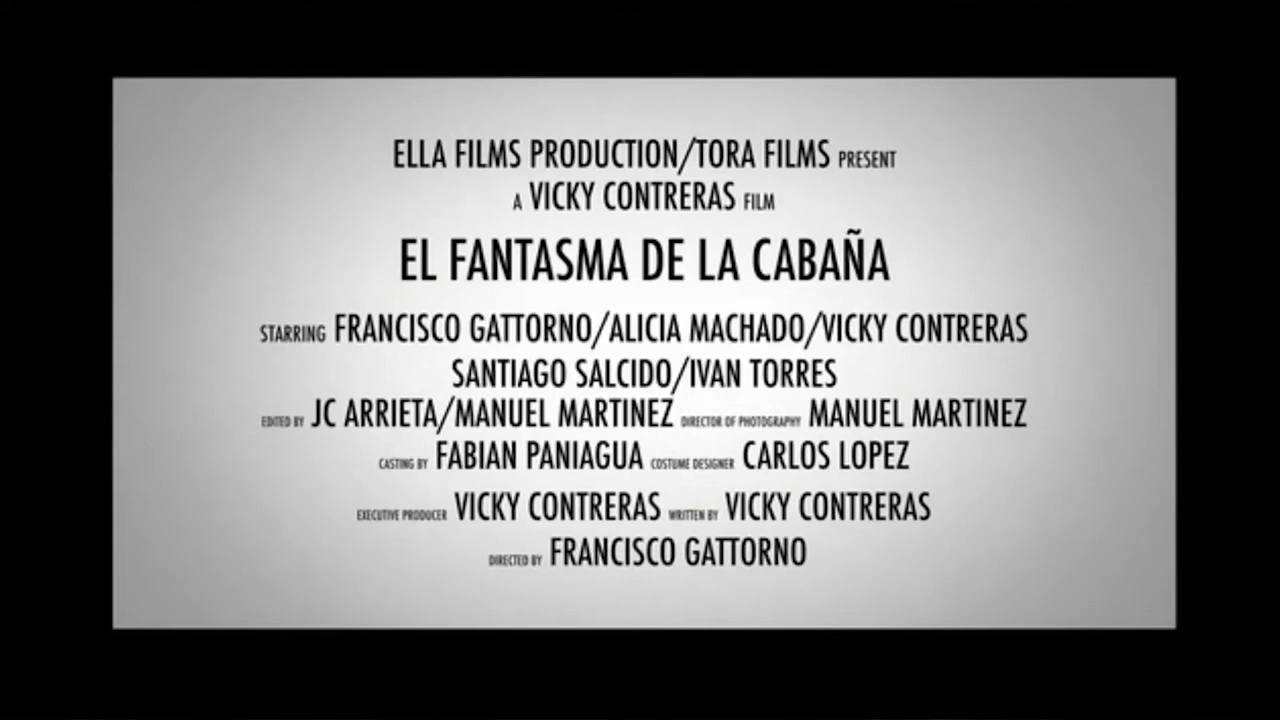 ELLA FILMS PRODUCTION/TORA FILMS PRESENT
A VICKY CONTRERAS FILM
EL FANTASMA DE LA CABAÑA
STARRING FRANCISCO GATTORNO/ALICIA MACHADO/VICKY CONTRERAS
SANTIAGO SALCIDO/IVAN TORRES
EDITED BY JC ARRIETA/MANUEL MARTINEZ DIRECTOR OF PHOTOGRAPHY MANUEL MARTINEZ
CASTING BY FABIAN PANIAGUA COSTUME DESIGNER CARLOS LOPEZ
EXECUTIVE PRODUCER VICKY CONTRERAS WRITTEN BY VICKY CONTRERAS
DIRECTED BY FRANCISCO GATTORNO